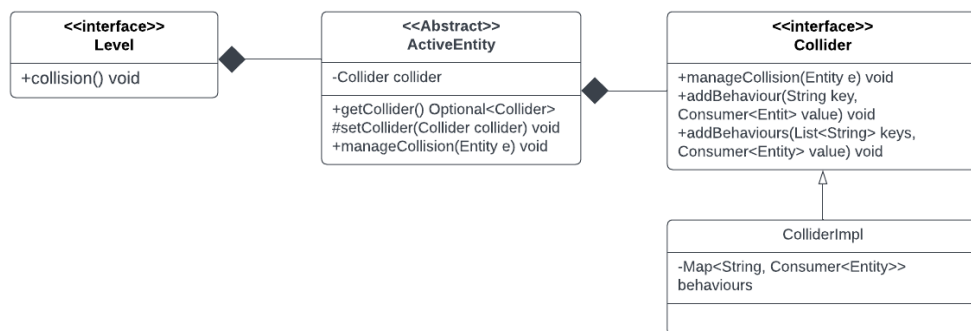 <<interface>>
Level
+collision() void
<<Abstract>>
ActiveEntity
-Collider collider
+getCollider() Optional<Collider>
#setCollider(Collider collider) void
+manageCollision(Entity e) void
<<interface>>
Collider
+manageCollision(Entity e) void
+addBehaviour(String key,
Consumer<Entit> value) void
+addBehaviours(List<String> keys,
Consumer<Entity> value) void
ColliderImpl
-Map<String, Consumer<Entity>>
behaviours